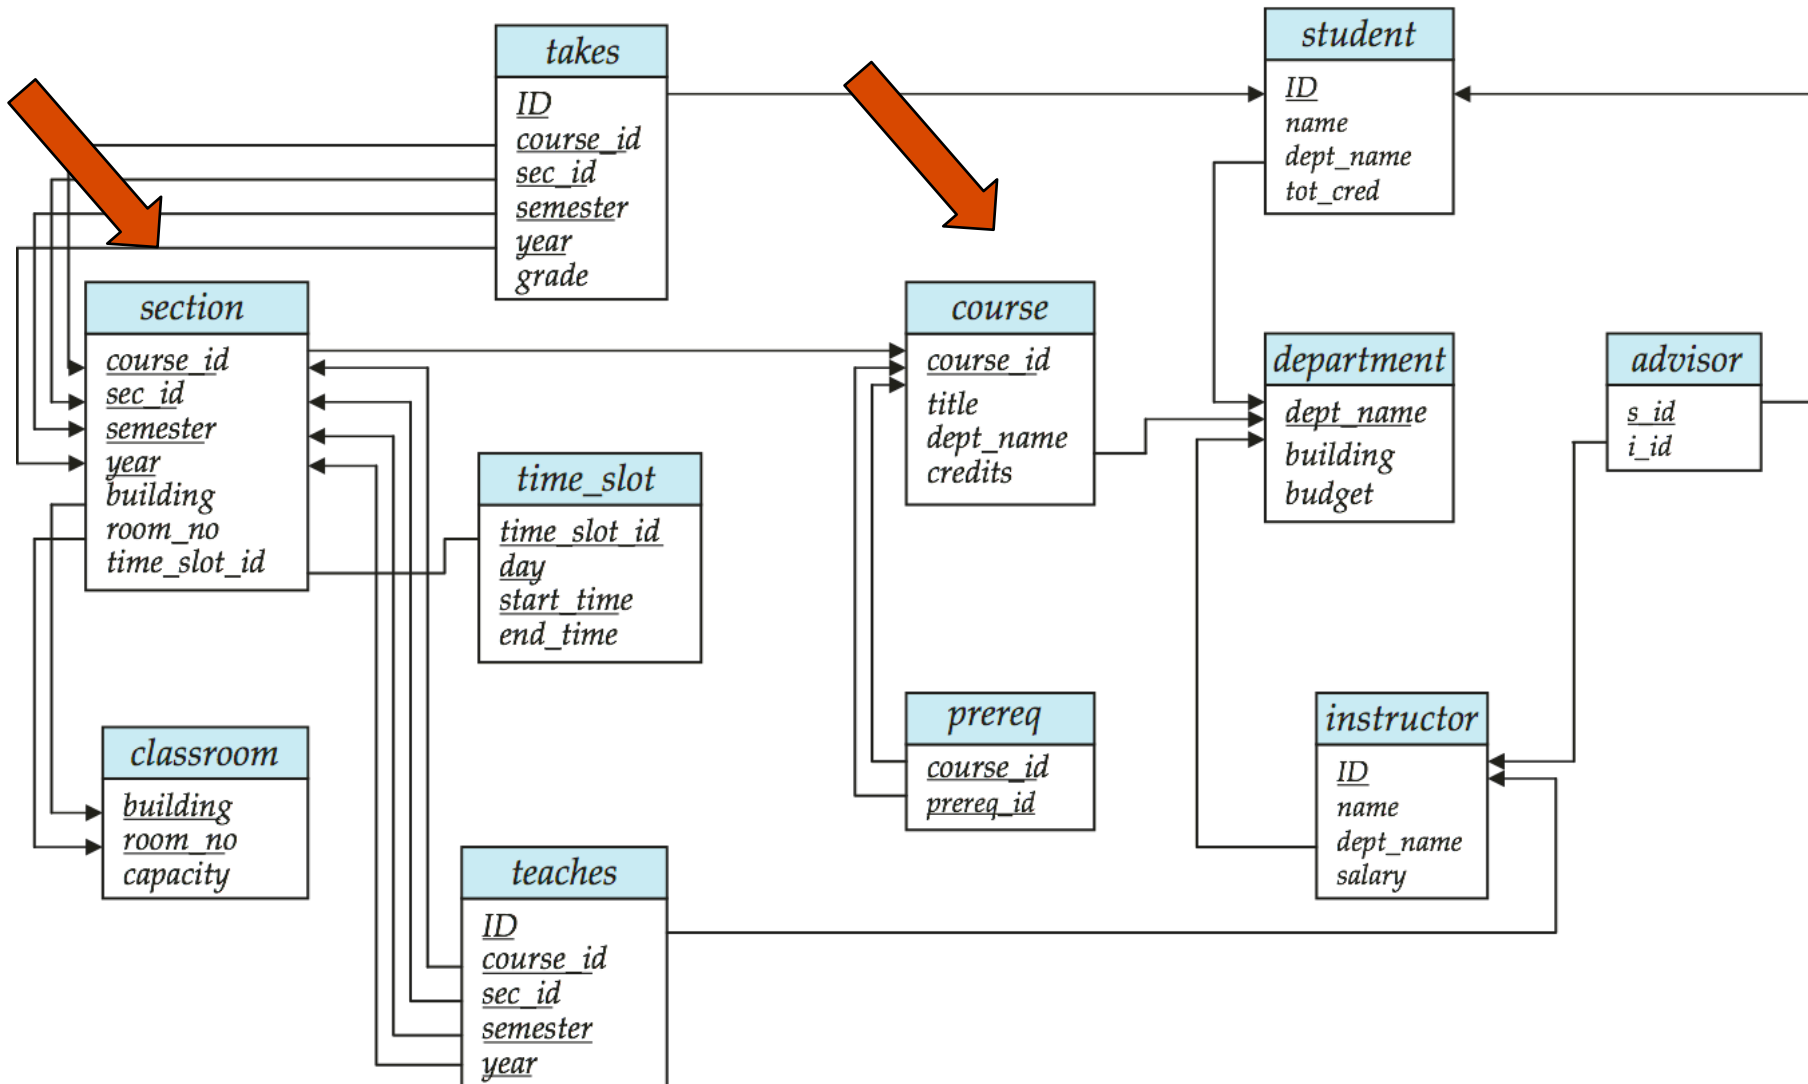 takes
ID
course_id
sec_id
semester
year
grade
student
ID
name
dept_name
tot_cred
section
course_id
sec_id
semester
year
building
room_no
time_slot_id
course
course_id
title
dept_name
credits
department
dept_name
building
budget
advisor
s_id
i_id
time_slot
time_slot_id
day
start_time
end_time
classroom
building
room_no
capacity
prereq
course_id
prereq_id
instructor
ID
name
dept_name
salary
teaches
ID
course_id
sec_id
semester
year